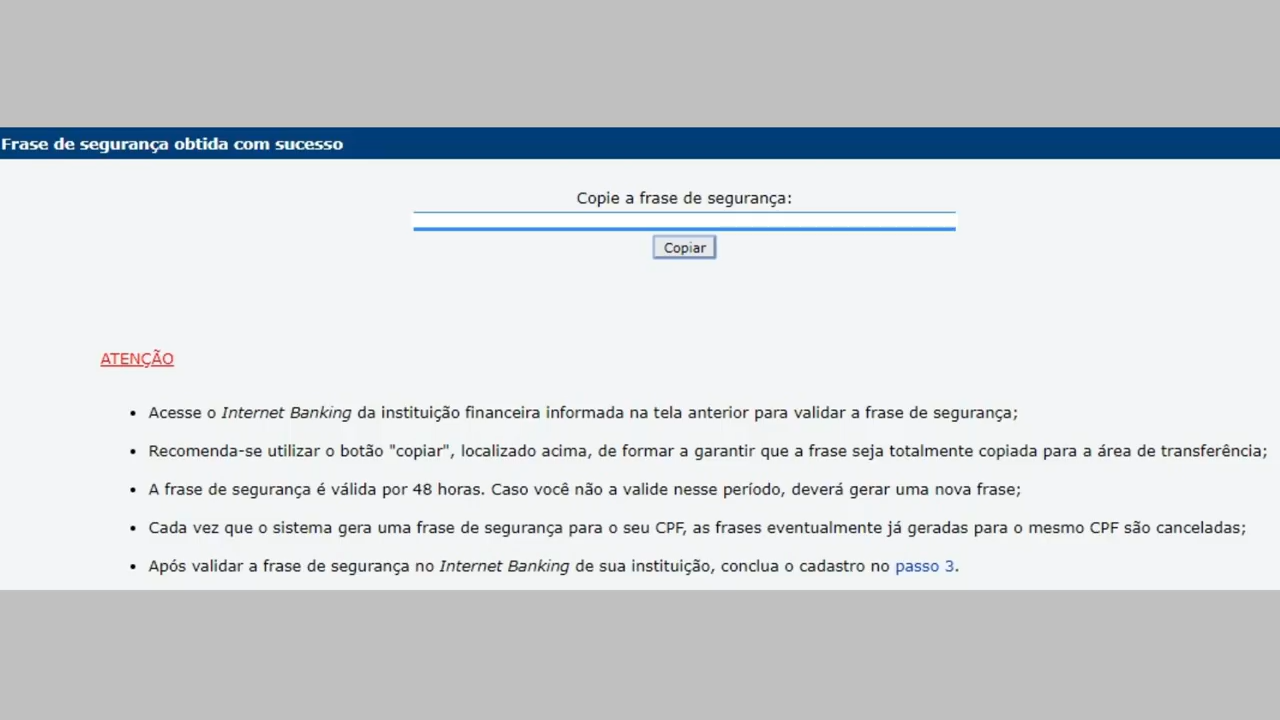 Frase de segurança obtida com sucesso
Copie a frase de segurança:
Copiar
ATENÇÃO
• Acesse o Internet Banking da instituição financeira informada na tela anterior para validar a frase de segurança;
• Recomenda-se utilizar o botão "copiar", localizado acima, de formar a garantir que a frase seja totalmente copiada para a área de transferência;
• A frase de segurança é válida por 48 horas. Caso você não a valide nesse período, deverá gerar uma nova frase;
• Cada vez que o sistema gera uma frase de segurança para o seu CPF, as frases eventualmente já geradas para o mesmo CPF são canceladas;
• Após validar a frase de segurança no Internet Banking de sua instituição, conclua o cadastro no passo 3.